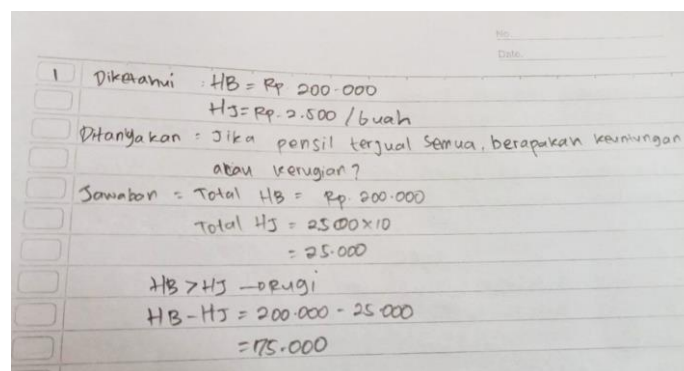 No.
Date.
1 Diketahui : HB = Rp 200.000
HJ = Rp. 2.500 / buah
Ditanyakan = Jika pensil terjual semua, berapakah keuntungan
atau kerugian?
Jawaban = Total HB = Rp. 200.000
Total HJ = 2500 x 10
= 25.000
HB > HJ → Rugi
HB - HJ = 200.000 - 25.000
= 175.000